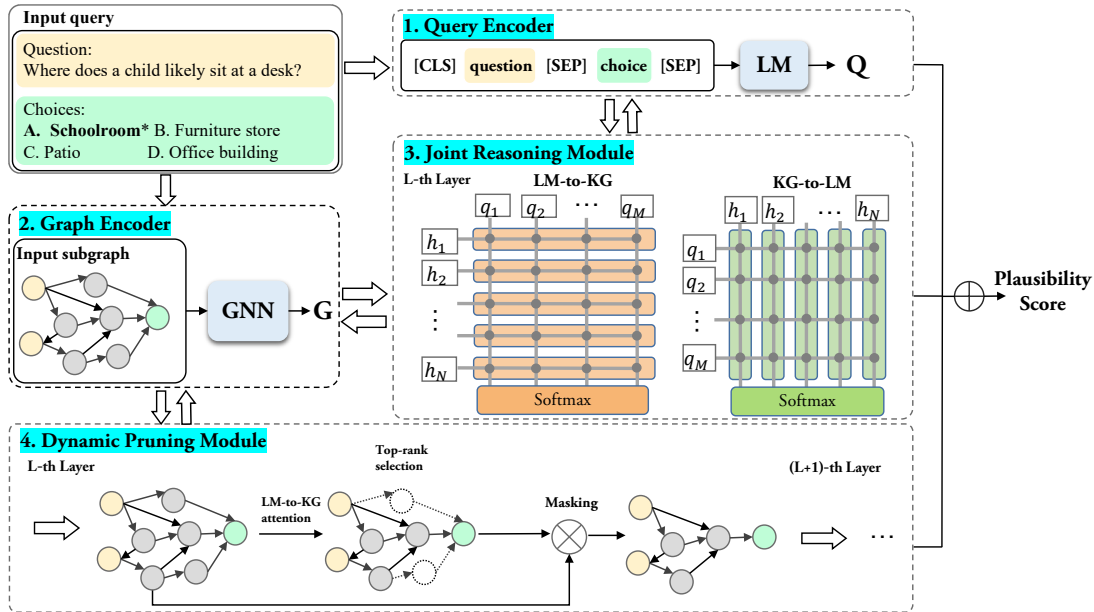 Input query
Question:
Where does a child likely sit at a desk?
Choices:
A. Schoolroom* B. Furniture store
C. Patio D. Office building
1. Query Encoder
[CLS] question [SEP] choice [SEP]
LM
Q
2. Graph Encoder
Input subgraph
GNN
G
3. Joint Reasoning Module
L-th Layer
LM-to-KG
q1 q2 ⋯ qM
h1
h2
⋮
hN
Softmax
KG-to-LM
h1 h2 ⋯ hN
q1
q2
⋮
qM
Softmax
Plausibility
Score
4. Dynamic Pruning Module
L-th Layer
LM-to-KG
attention
Top-rank
selection
Masking
(L+1)-th Layer
⋯